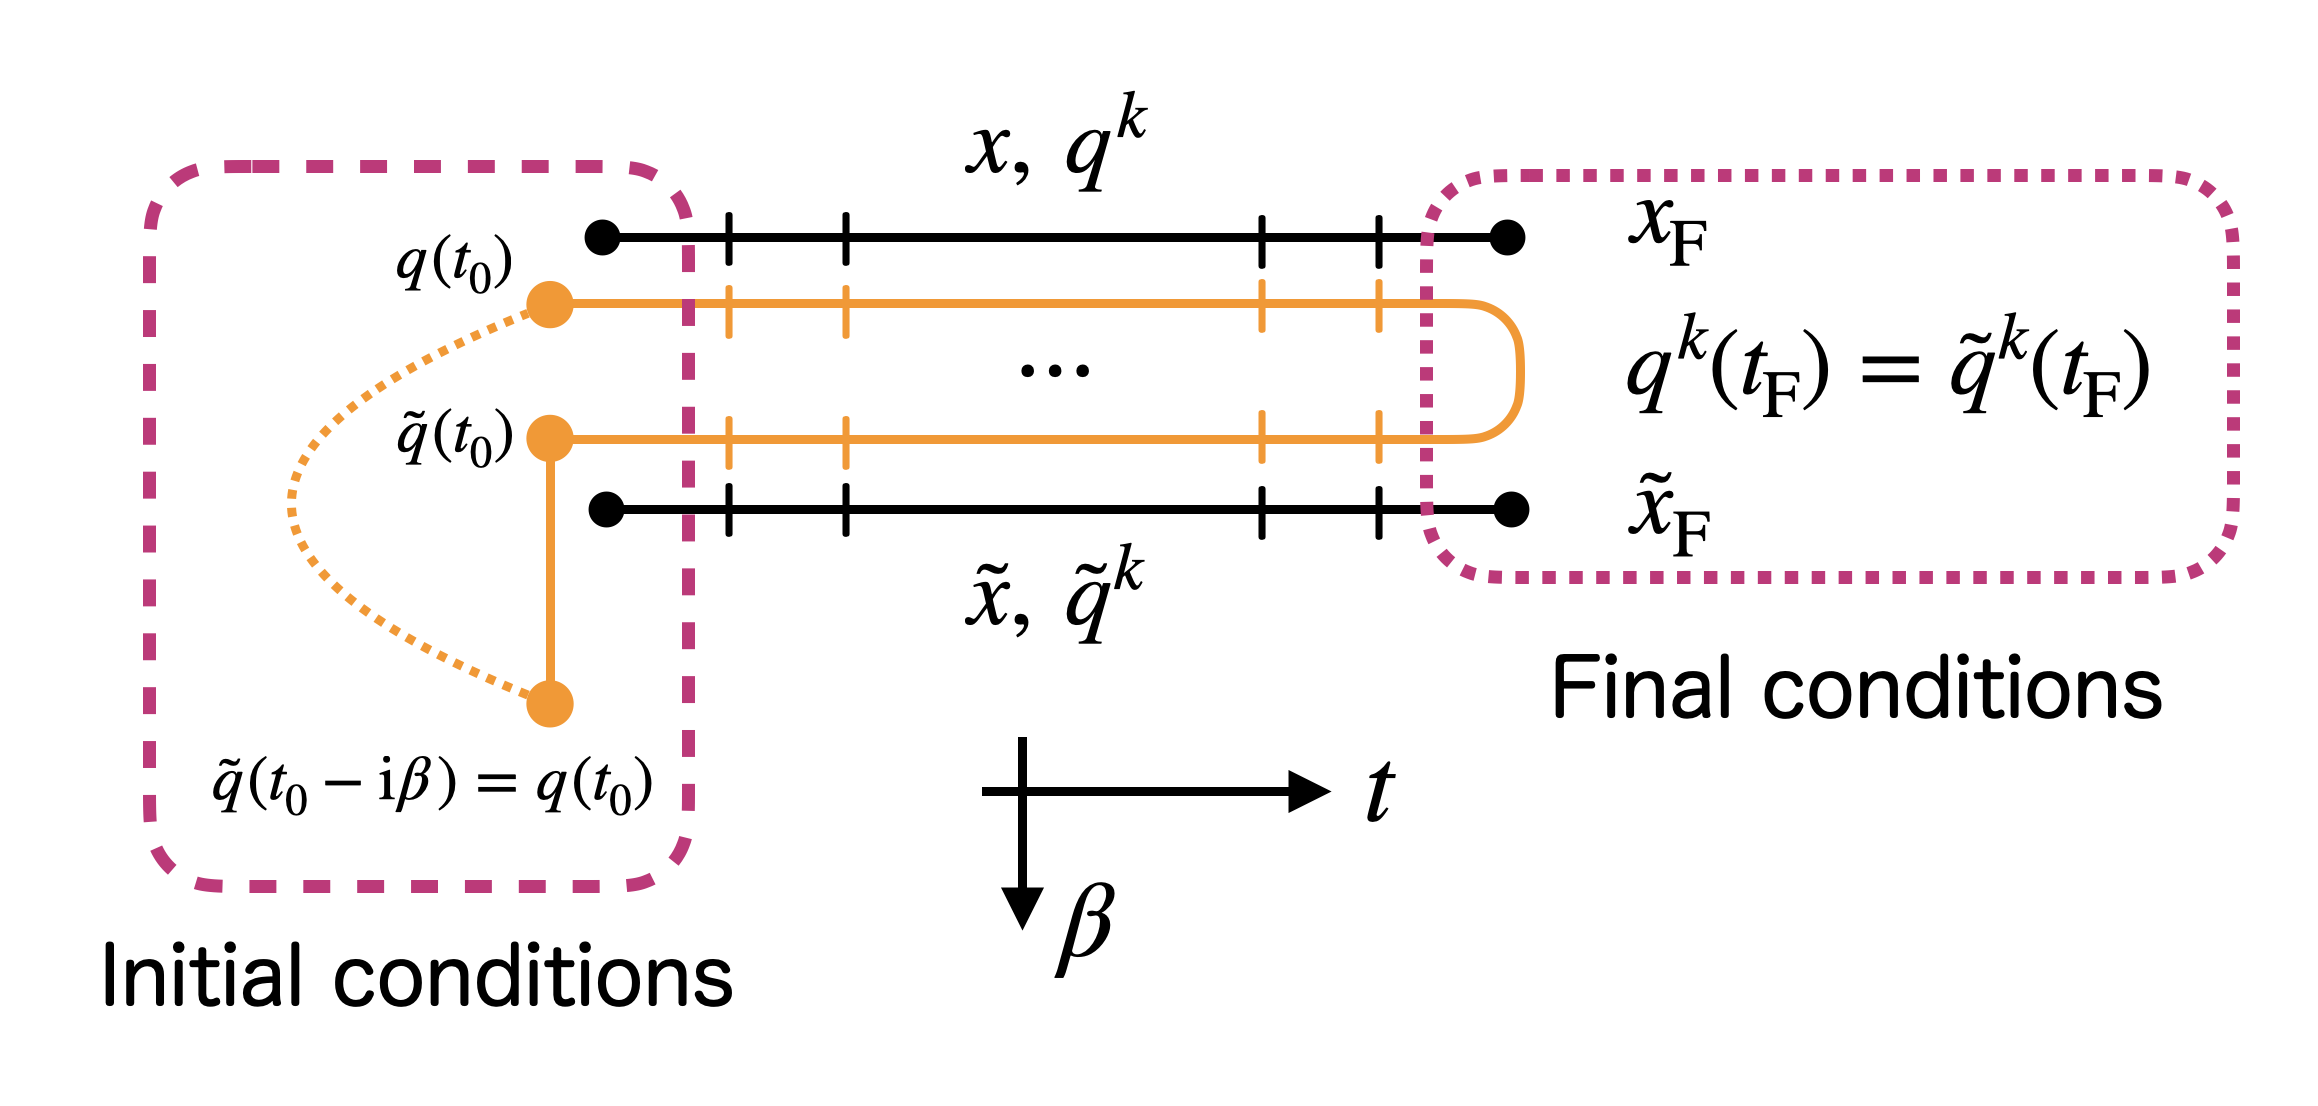 x, q^k
q(t_0)
x_F
q^k(t_F) = q̃^k(t_F)
...
q̃(t_0)
x̃_F
x̃, q̃^k
Final conditions
q̃(t_0 − iβ) = q(t_0)
t
β
Initial conditions